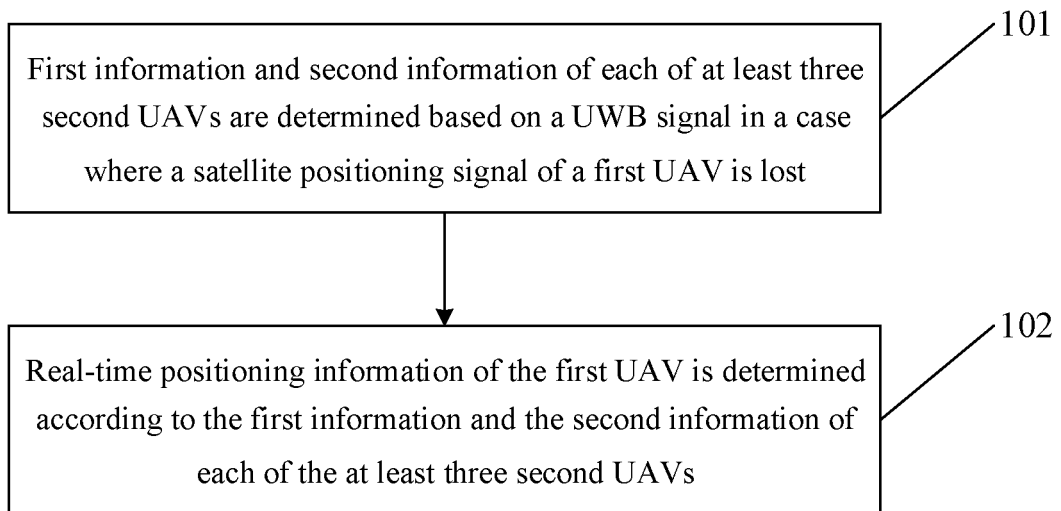 101
First information and second information of each of at least three
second UAVs are determined based on a UWB signal in a case
where a satellite positioning signal of a first UAV is lost
102
Real-time positioning information of the first UAV is determined
according to the first information and the second information of
each of the at least three second UAVs